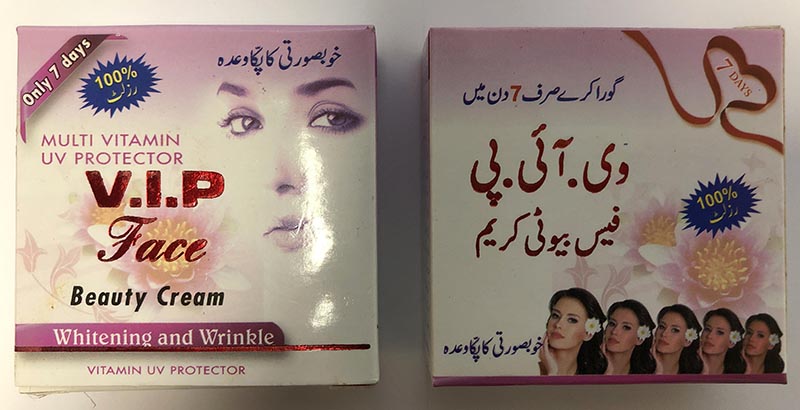 Only 7 days
100%
رزلٹ
خوبصورتی کا پکا وعدہ
MULTI VITAMIN
UV PROTECTOR
V.I.P
Face
Beauty Cream
Whitening and Wrinkle
VITAMIN UV PROTECTOR
7 DAYS
گورا کرے صرف 7 دن میں
وی.آئی.پی
فیس بیوٹی کریم
100%
رزلٹ
خوبصورتی کا پکا وعدہ